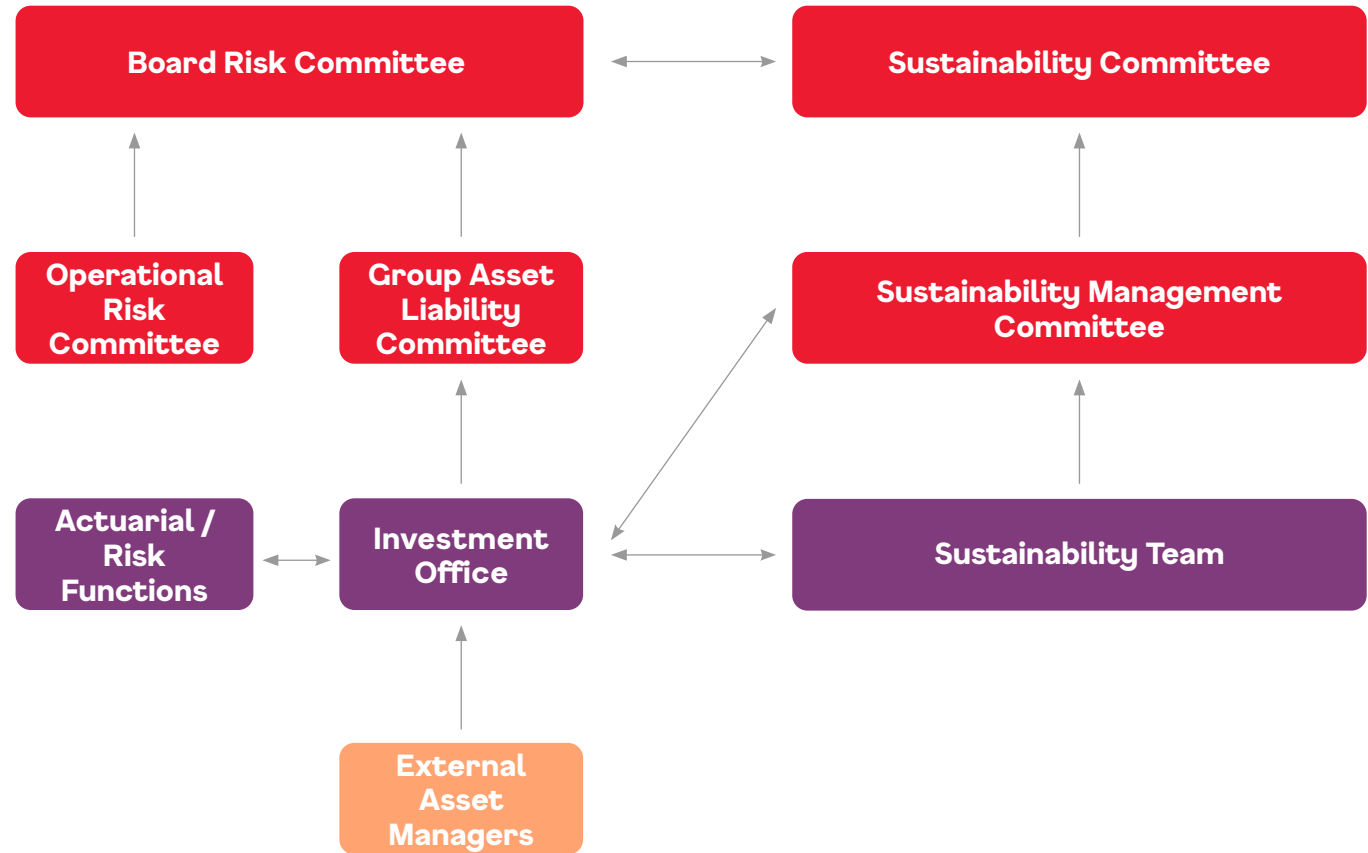 Board Risk Committee
Sustainability Committee
Operational
Risk
Committee
Group Asset
Liability
Committee
Sustainability Management
Committee
Actuarial /
Risk
Functions
Investment
Office
Sustainability Team
External
Asset
Managers